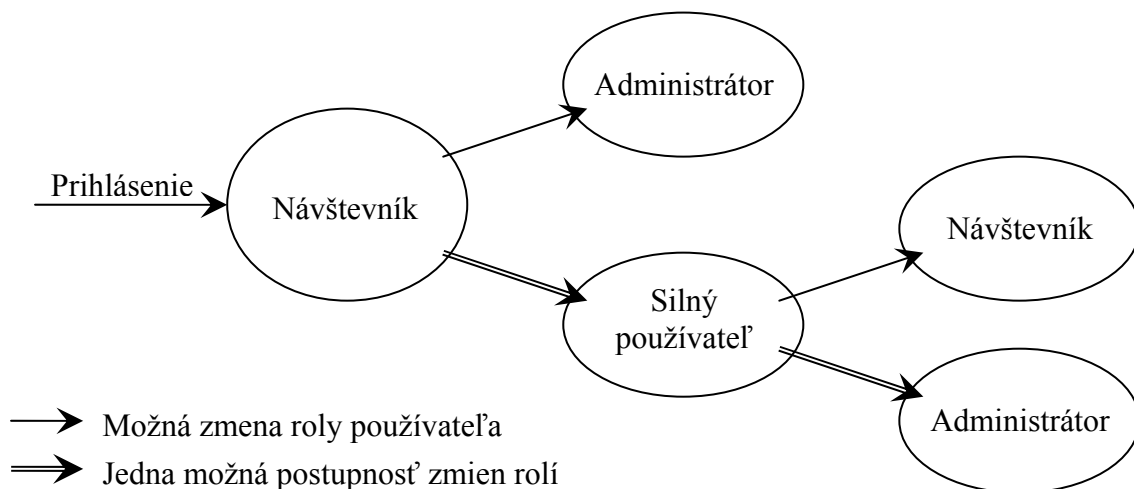 Administrátor
Prihlásenie
Návštevník
Návštevník
Silný
používateľ
Administrátor
Možná zmena roly používateľa
Jedna možná postupnosť zmien rolí